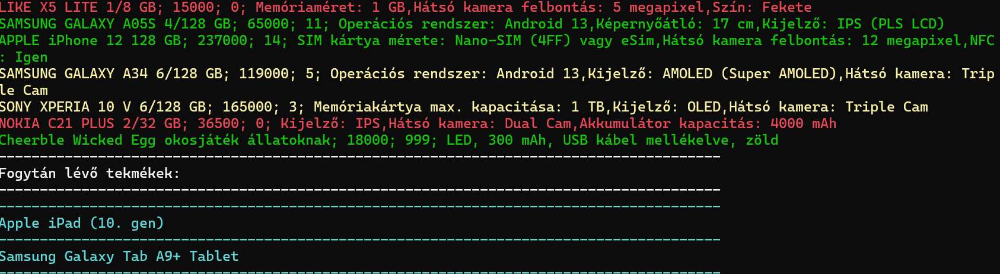 LIKE X5 LITE 1/8 GB; 15000; 0; Memóriaméret: 1 GB,Hátsó kamera felbontás: 5 megapixel,Szín: Fekete
SAMSUNG GALAXY A05S 4/128 GB; 65000; 11; Operációs rendszer: Android 13,Képernyőátló: 17 cm,Kijelző: IPS (PLS LCD)
APPLE iPhone 12 128 GB; 237000; 14; SIM kártya mérete: Nano-SIM (4FF) vagy eSim,Hátsó kamera felbontás: 12 megapixel,NFC
: Igen
SAMSUNG GALAXY A34 6/128 GB; 119000; 5; Operációs rendszer: Android 13,Kijelző: AMOLED (Super AMOLED),Hátsó kamera: Trip
le Cam
SONY XPERIA 10 V 6/128 GB; 165000; 3; Memóriakártya max. kapacitása: 1 TB,Kijelző: OLED,Hátsó kamera: Triple Cam
NOKIA C21 PLUS 2/32 GB; 36500; 0; Kijelző: IPS,Hátsó kamera: Dual Cam,Akkumulátor kapacitás: 4000 mAh
Cheerble Wicked Egg okosjáték állatoknak; 18000; 999; LED, 300 mAh, USB kábel mellékelve, zöld
---------------------------------------------------------------------------------------
Fogytán lévő tekmékek:
---------------------------------------------------------------------------------------
---------------------------------------------------------------------------------------
Apple iPad (10. gen)
---------------------------------------------------------------------------------------
Samsung Galaxy Tab A9+ Tablet
---------------------------------------------------------------------------------------